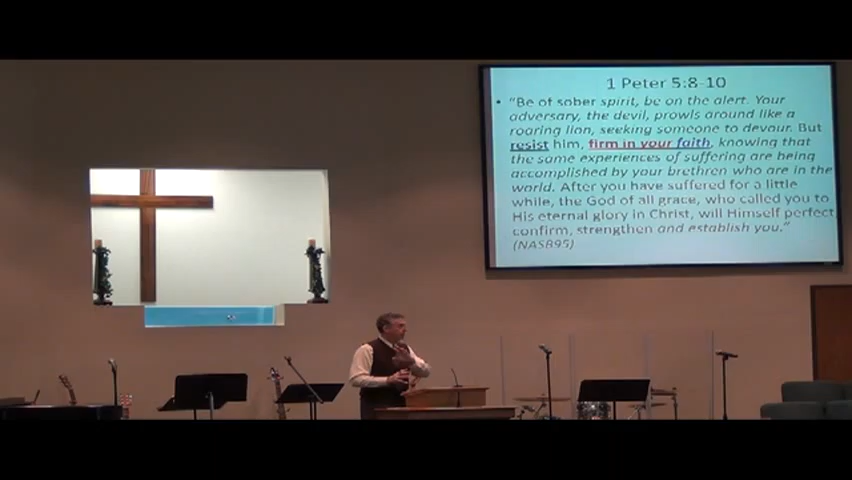 1 Peter 5:8-10
• "Be of sober spirit, be on the alert. Your
adversary, the devil, prowls around like a
roaring lion, seeking someone to devour. But
resist him, firm in your faith, knowing that
the same experiences of suffering are being
accomplished by your brethren who are in the
world. After you have suffered for a little
while, the God of all grace, who called you to
His eternal glory in Christ, will Himself perfect,
confirm, strengthen and establish you."
(NASB95)